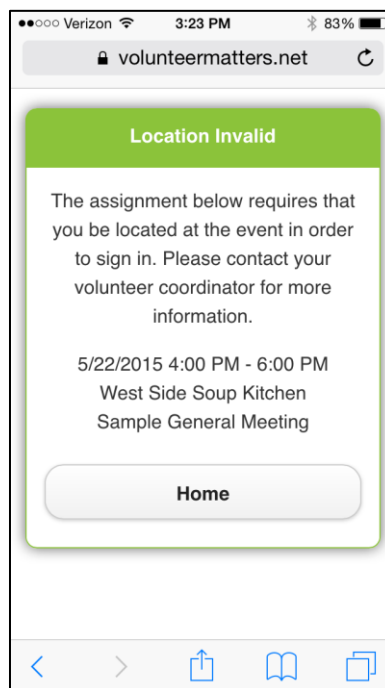 Verizon 3:23 PM 83%
volunteermatters.net
Location Invalid
The assignment below requires that
you be located at the event in order
to sign in. Please contact your
volunteer coordinator for more
information.
5/22/2015 4:00 PM - 6:00 PM
West Side Soup Kitchen
Sample General Meeting
Home